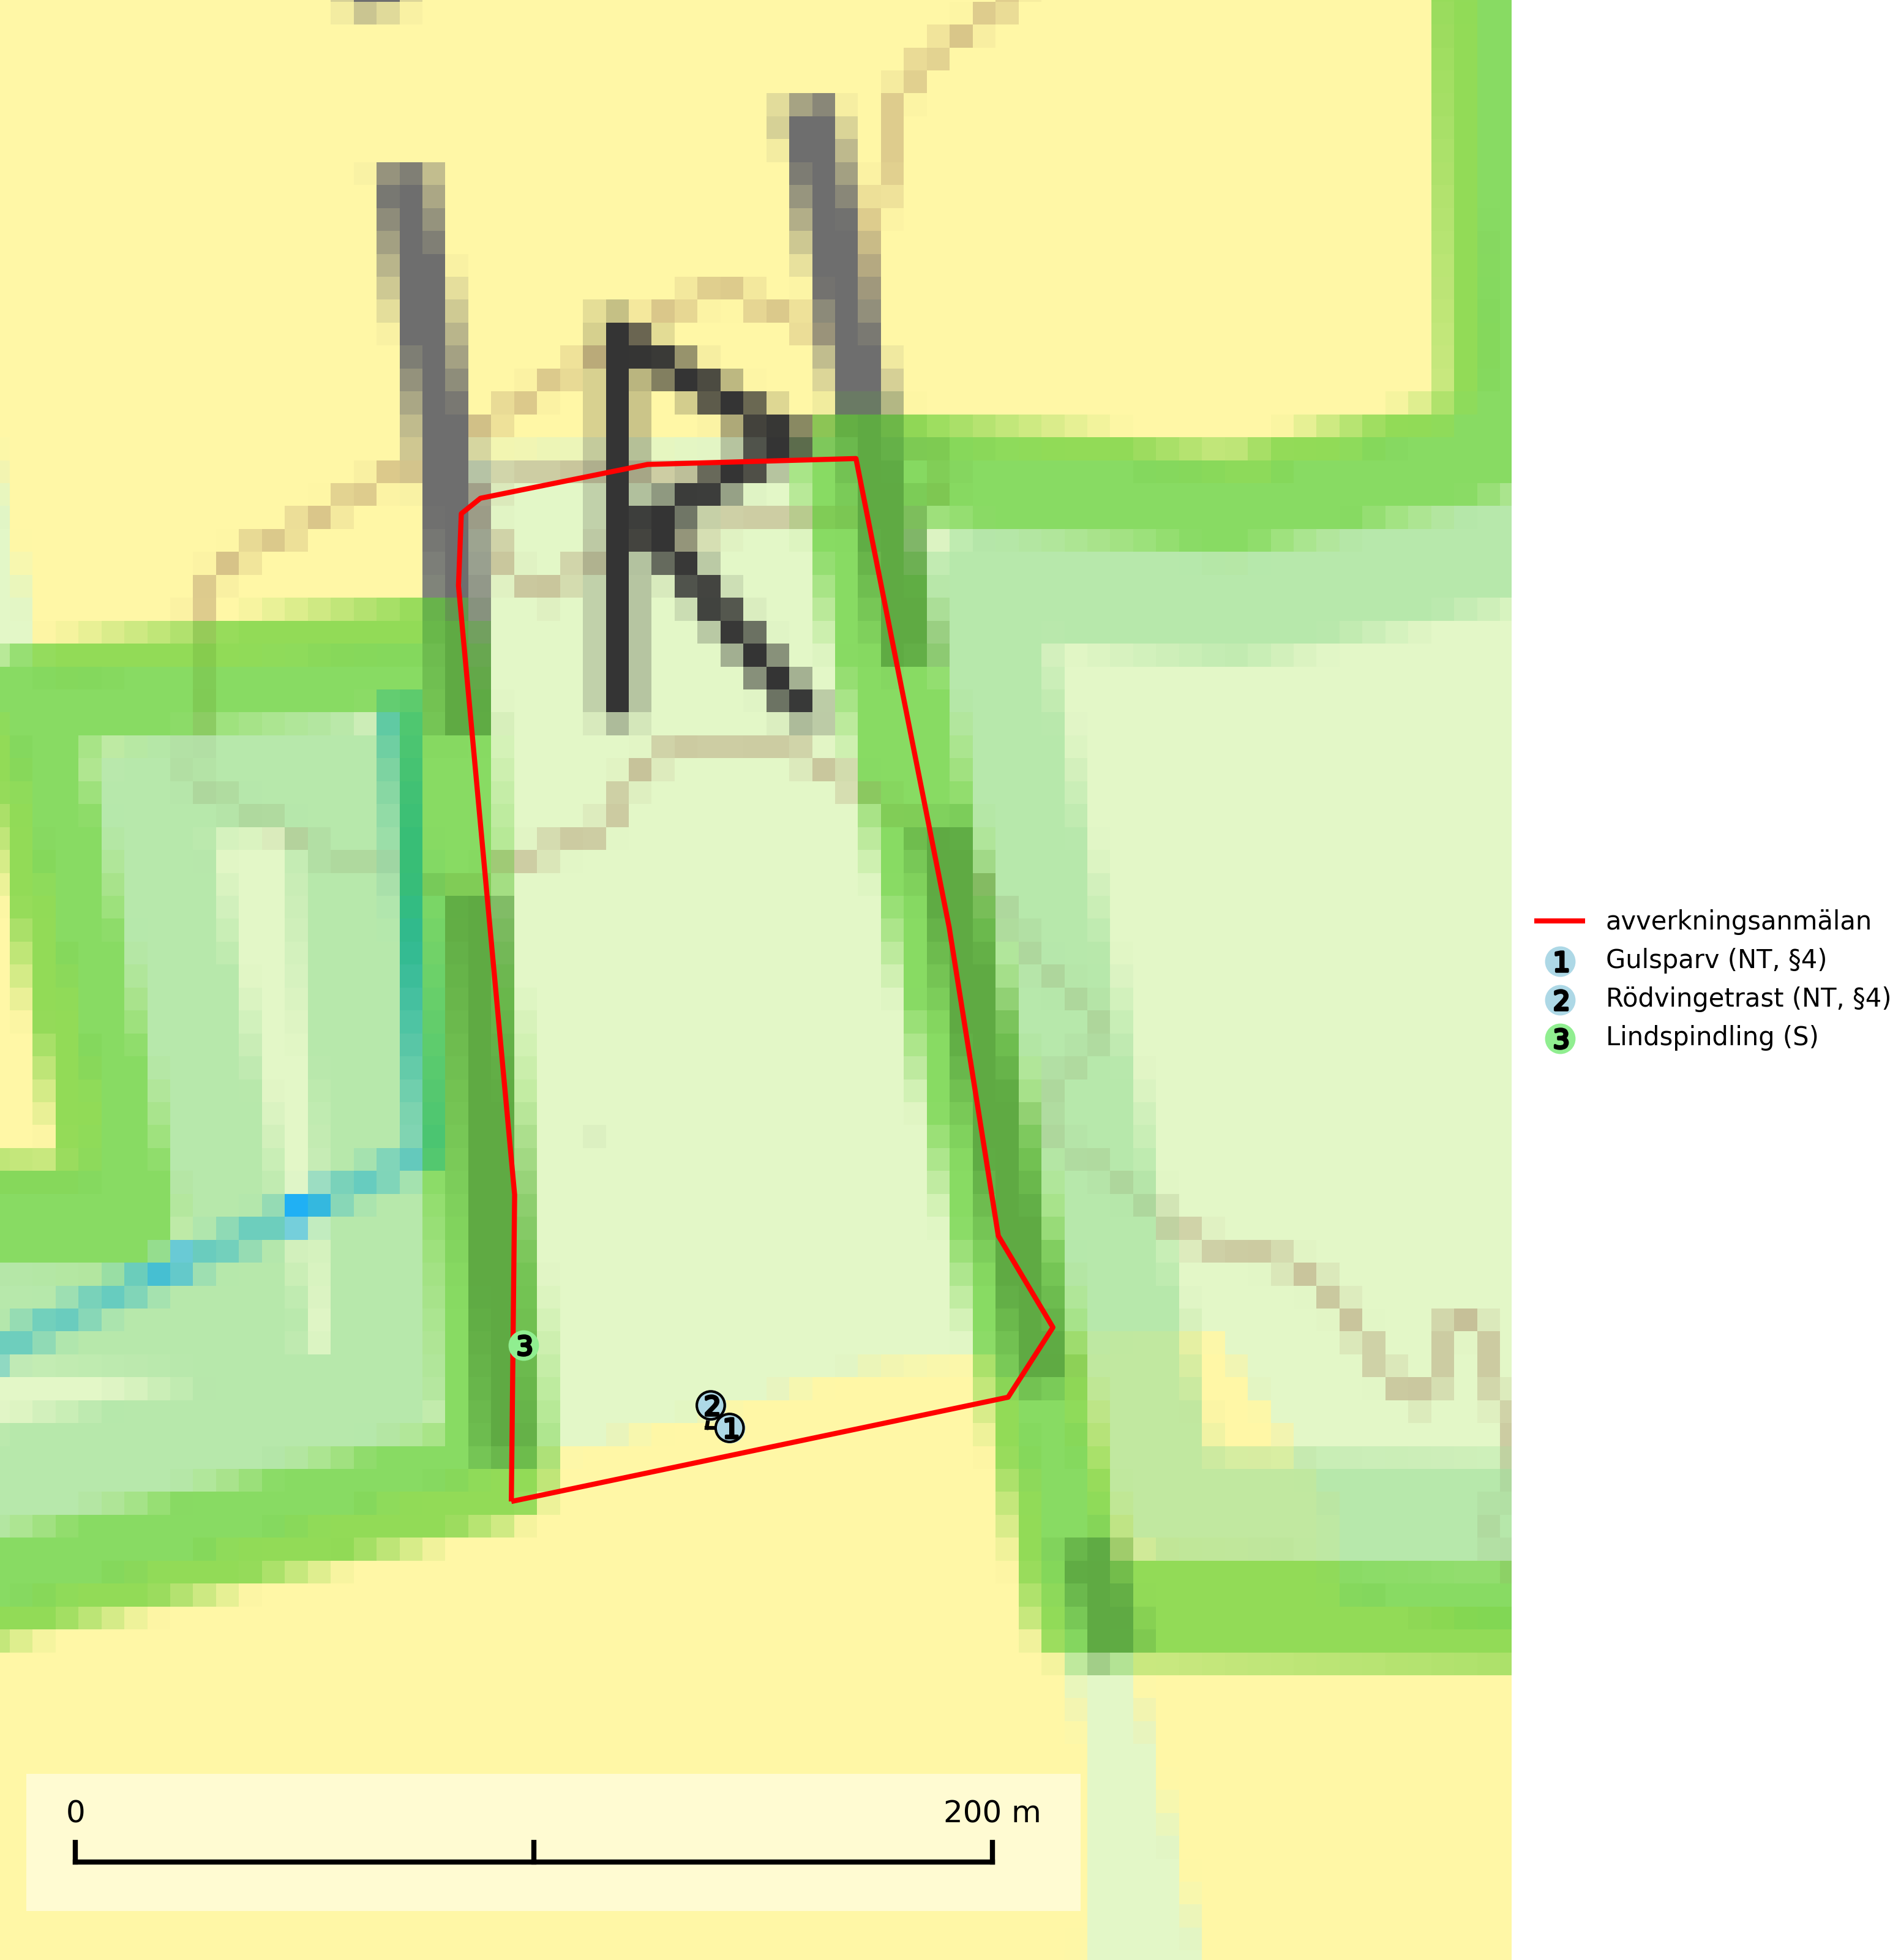 R
avverkningsanmälan
1 Gulsparv (NT, §4)
2 Rödvingetrast (NT, §4)
3 Lindspindling (S)
3
2
1
0 200 m